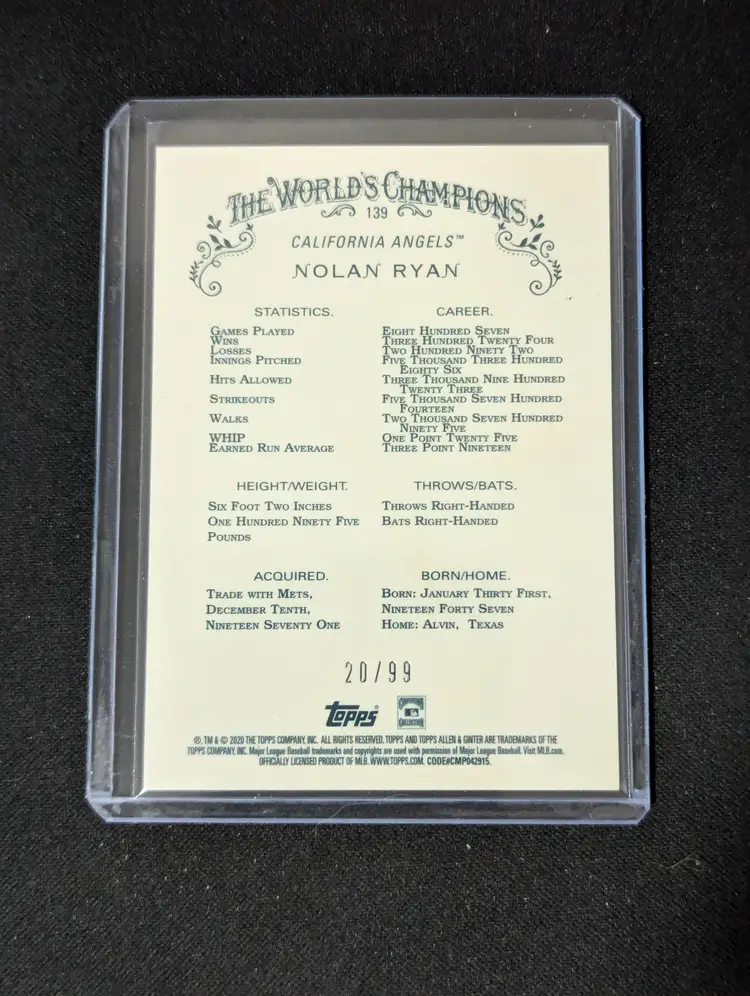 THE WORLD'S CHAMPIONS
139
CALIFORNIA ANGELS™
NOLAN RYAN
STATISTICS. CAREER.
GAMES PLAYED EIGHT HUNDRED SEVEN
WINS THREE HUNDRED TWENTY FOUR
LOSSES TWO HUNDRED NINETY TWO
INNINGS PITCHED FIVE THOUSAND THREE HUNDRED
EIGHTY SIX
HITS ALLOWED THREE THOUSAND NINE HUNDRED
TWENTY THREE
STRIKEOUTS FIVE THOUSAND SEVEN HUNDRED
FOURTEEN
WALKS TWO THOUSAND SEVEN HUNDRED
NINETY FIVE
WHIP ONE POINT TWENTY FIVE
EARNED RUN AVERAGE THREE POINT NINETEEN
HEIGHT/WEIGHT. THROWS/BATS.
SIX FOOT TWO INCHES THROWS RIGHT-HANDED
ONE HUNDRED NINETY FIVE BATS RIGHT-HANDED
POUNDS
ACQUIRED. BORN/HOME.
TRADE WITH METS, BORN: JANUARY THIRTY FIRST,
DECEMBER TENTH, NINETEEN FORTY SEVEN
NINETEEN SEVENTY ONE HOME: ALVIN, TEXAS
20/99
topps® COOPERSTOWN COLLECTION
®, TM & © 2020 THE TOPPS COMPANY, INC. ALL RIGHTS RESERVED. TOPPS AND TOPPS ALLEN & GINTER ARE TRADEMARKS OF THE
TOPPS COMPANY, INC. Major League Baseball trademarks and copyrights are used with permission of Major League Baseball. Visit MLB.com.
OFFICIALLY LICENSED PRODUCT OF MLB. WWW.TOPPS.COM. CODE#CMP042915.